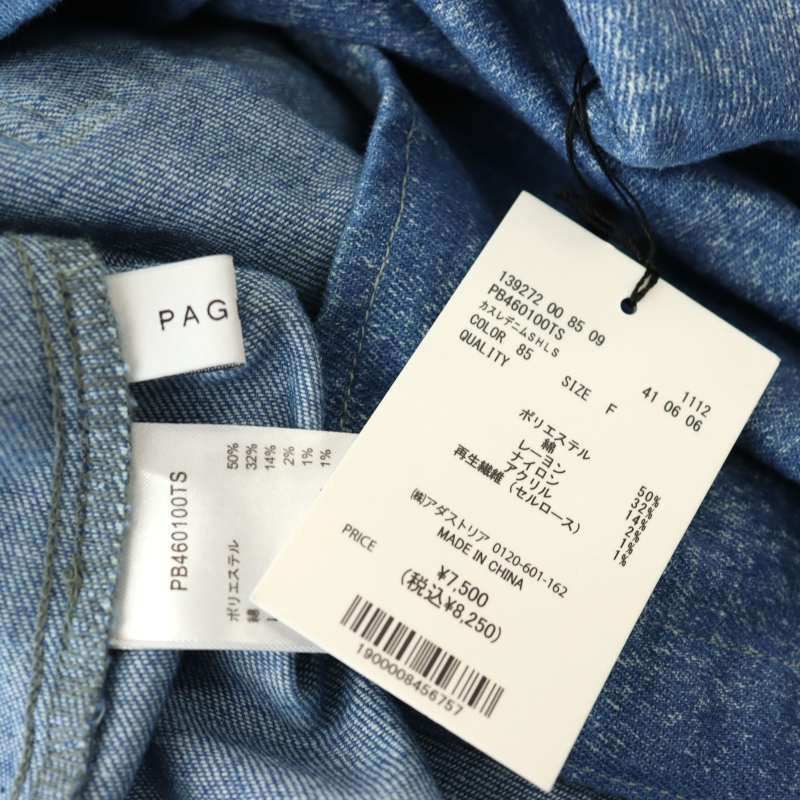 PAG
PB460100TS
ポリエステル 50%
綿 32%
14%
2%
1%
1%
139272 00 85 09
PB460100TS
カスレデニムSHLS
COLOR 85
QUALITY
SIZE F
1112
41 06 06
ポリエステル 50%
綿 32%
レーヨン 14%
ナイロン 2%
アクリル 1%
再生繊維(セルロース) 1%
(株)アダストリア 0120-601-162
MADE IN CHINA
PRICE
¥7,500
(税込¥8,250)
1900008456757